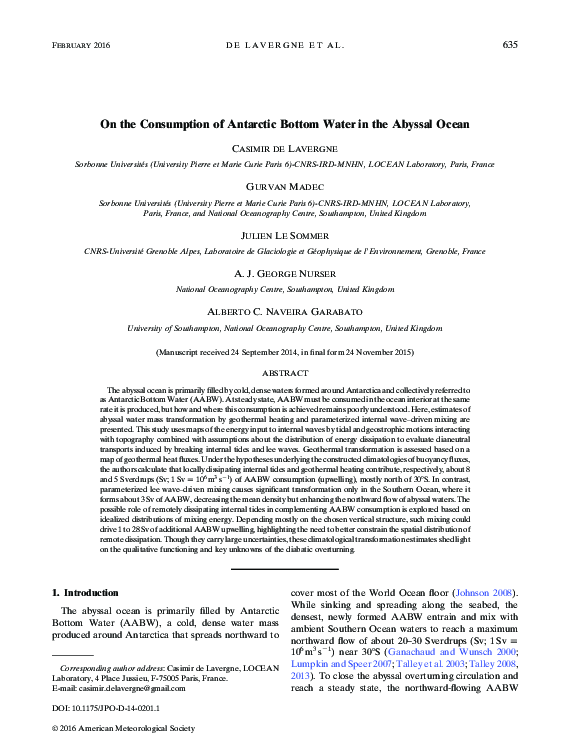 FEBRUARY 2016 DE LAVERGNE ET AL. 635
On the Consumption of Antarctic Bottom Water in the Abyssal Ocean
CASIMIR DE LAVERGNE
Sorbonne Universités (University Pierre et Marie Curie Paris 6)-CNRS-IRD-MNHN, LOCEAN Laboratory, Paris, France
GURVAN MADEC
Sorbonne Universités (University Pierre et Marie Curie Paris 6)-CNRS-IRD-MNHN, LOCEAN Laboratory,
Paris, France, and National Oceanography Centre, Southampton, United Kingdom
JULIEN LE SOMMER
CNRS-Université Grenoble Alpes, Laboratoire de Glaciologie et Géophysique de l'Environnement, Grenoble, France
A. J. GEORGE NURSER
National Oceanography Centre, Southampton, United Kingdom
ALBERTO C. NAVEIRA GARABATO
University of Southampton, National Oceanography Centre, Southampton, United Kingdom
(Manuscript received 24 September 2014, in final form 24 November 2015)
ABSTRACT
The abyssal ocean is primarily filled by cold, dense waters formed around Antarctica and collectively referred to
as Antarctic Bottom Water (AABW). At steady state, AABW must be consumed in the ocean interior at the same
rate it is produced, but how and where this consumption is achieved remains poorly understood. Here, estimates of
abyssal water mass transformation by geothermal heating and parameterized internal wave–driven mixing are
presented. This study uses maps of the energy input to internal waves by tidal and geostrophic motions interacting
with topography combined with assumptions about the distribution of energy dissipation to evaluate dianeutral
transports induced by breaking internal tides and lee waves. Geothermal transformation is assessed based on a
map of geothermal heat fluxes. Under the hypotheses underlying the constructed climatologies of buoyancy fluxes,
the authors calculate that locally dissipating internal tides and geothermal heating contribute, respectively, about 8
and 5 Sverdrups (Sv; 1 Sv ≡ 10⁶ m³ s⁻¹) of AABW consumption (upwelling), mostly north of 30°S. In contrast,
parameterized lee wave–driven mixing causes significant transformation only in the Southern Ocean, where it
forms about 3 Sv of AABW, decreasing the mean density but enhancing the northward flow of abyssal waters. The
possible role of remotely dissipating internal tides in complementing AABW consumption is explored based on
idealized distributions of mixing energy. Depending mostly on the chosen vertical structure, such mixing could
drive 1 to 28 Sv of additional AABW upwelling, highlighting the need to better constrain the spatial distribution of
remote dissipation. Though they carry large uncertainties, these climatological transformation estimates shed light
on the qualitative functioning and key unknowns of the diabatic overturning.
1. Introduction
The abyssal ocean is primarily filled by Antarctic
Bottom Water (AABW), a cold, dense water mass
produced around Antarctica that spreads northward to
Corresponding author address: Casimir de Lavergne, LOCEAN
Laboratory, 4 Place Jussieu, F-75005 Paris, France.
E-mail: casimir.delavergne@gmail.com
DOI: 10.1175/JPO-D-14-0201.1
© 2016 American Meteorological Society
cover most of the World Ocean floor (Johnson 2008).
While sinking and spreading along the seabed, the
densest, newly formed AABW entrain and mix with
ambient Southern Ocean waters to reach a maximum
northward flow of about 20–30 Sverdrups (Sv; 1 Sv ≡
10⁶ m³ s⁻¹) near 30°S (Ganachaud and Wunsch 2000;
Lumpkin and Speer 2007; Talley et al. 2003; Talley 2008,
2013). To close the abyssal overturning circulation and
reach a steady state, the northward-flowing AABW